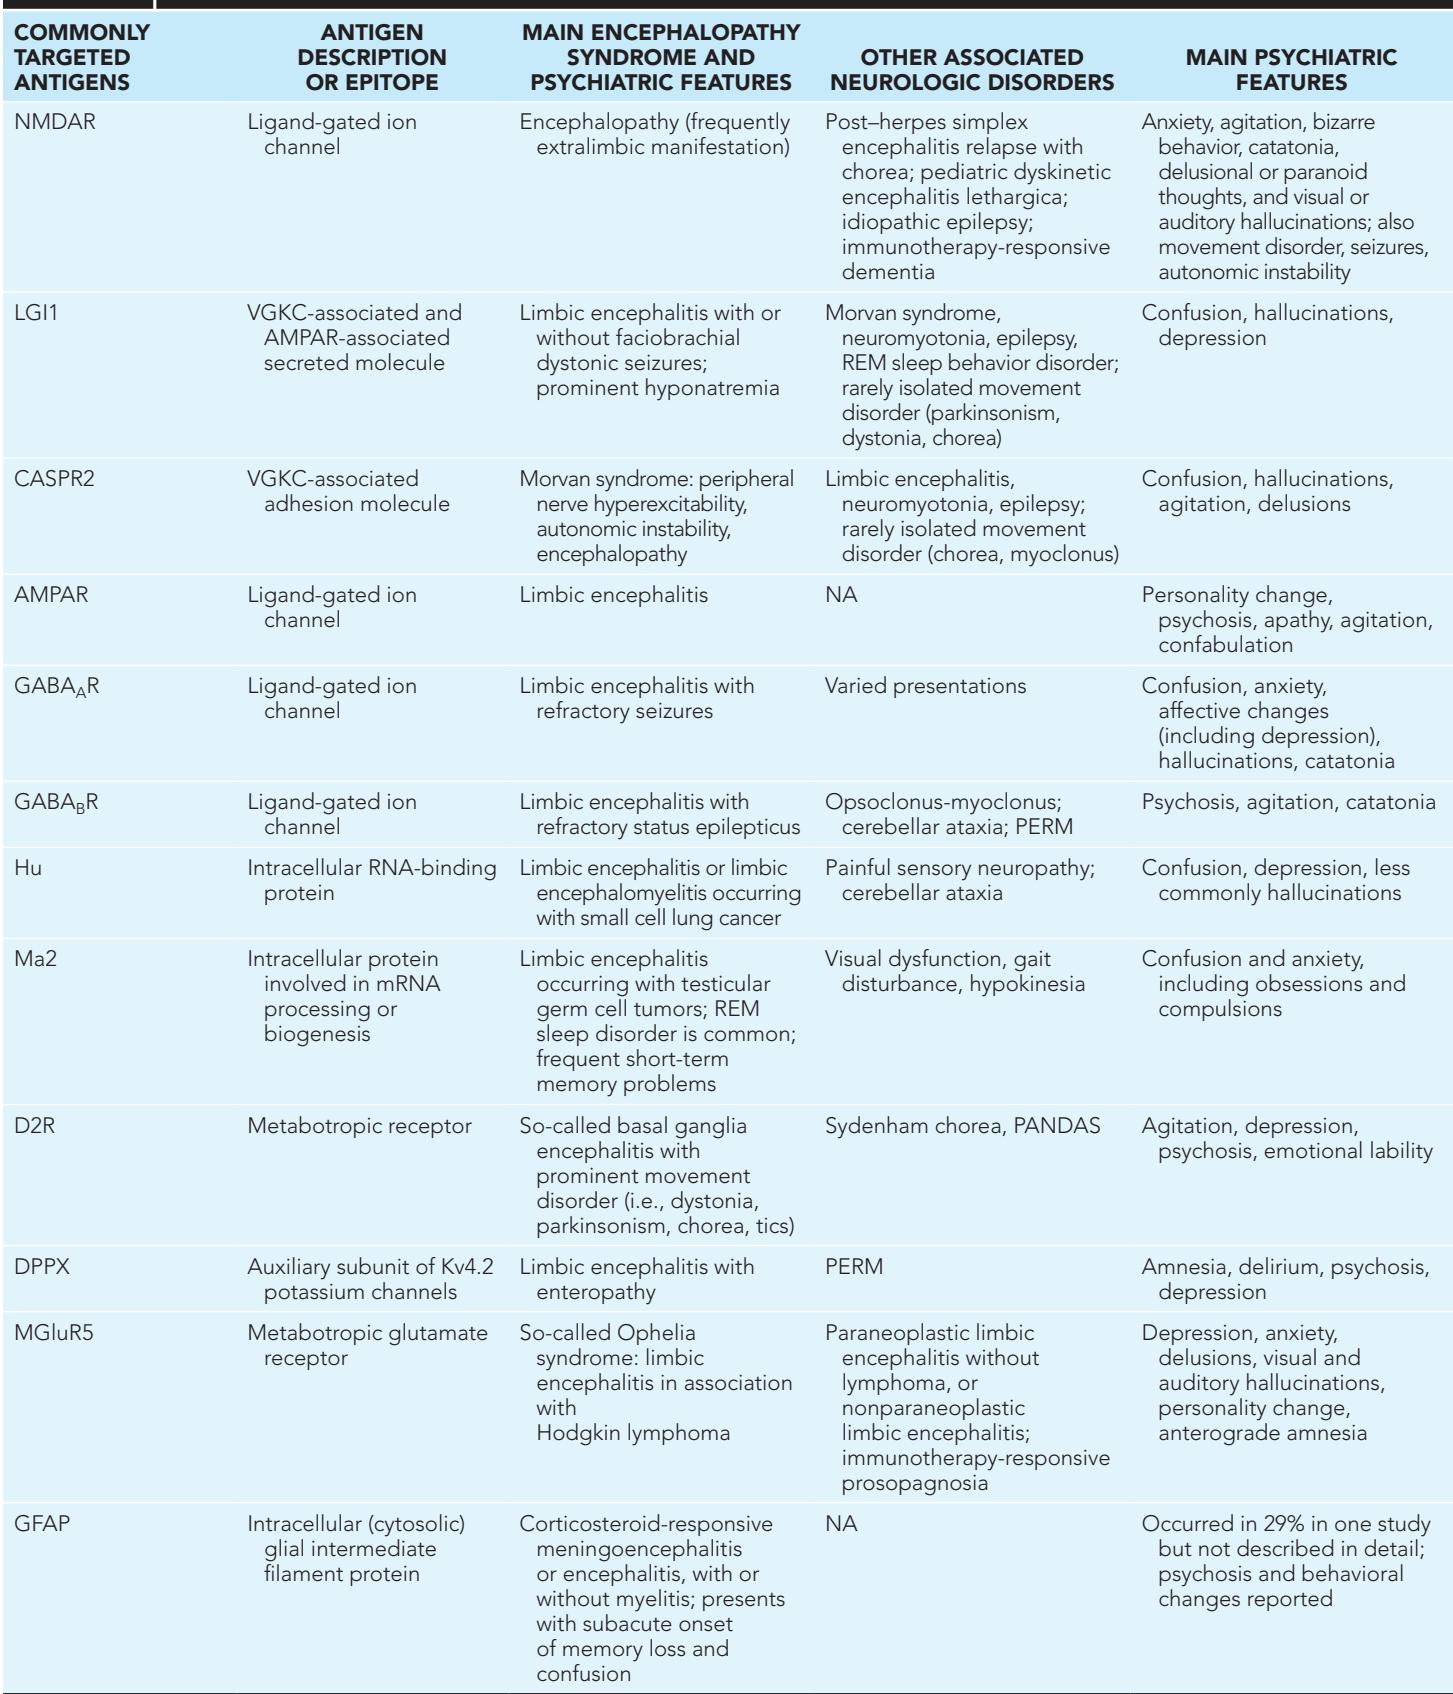 COMMONLY
TARGETED
ANTIGENS
ANTIGEN
DESCRIPTION
OR EPITOPE
MAIN ENCEPHALOPATHY
SYNDROME AND
PSYCHIATRIC FEATURES
OTHER ASSOCIATED
NEUROLOGIC DISORDERS
MAIN PSYCHIATRIC
FEATURES
NMDAR
Ligand-gated ion
channel
Encephalopathy (frequently
extralimbic manifestation)
Post–herpes simplex
encephalitis relapse with
chorea; pediatric dyskinetic
encephalitis lethargica;
idiopathic epilepsy;
immunotherapy-responsive
dementia
Anxiety, agitation, bizarre
behavior, catatonia,
delusional or paranoid
thoughts, and visual or
auditory hallucinations; also
movement disorder, seizures,
autonomic instability
LGI1
VGKC-associated and
AMPAR-associated
secreted molecule
Limbic encephalitis with or
without faciobrachial
dystonic seizures;
prominent hyponatremia
Morvan syndrome,
neuromyotonia, epilepsy,
REM sleep behavior disorder;
rarely isolated movement
disorder (parkinsonism,
dystonia, chorea)
Confusion, hallucinations,
depression
CASPR2
VGKC-associated
adhesion molecule
Morvan syndrome: peripheral
nerve hyperexcitability,
autonomic instability,
encephalopathy
Limbic encephalitis,
neuromyotonia, epilepsy;
rarely isolated movement
disorder (chorea, myoclonus)
Confusion, hallucinations,
agitation, delusions
AMPAR
Ligand-gated ion
channel
Limbic encephalitis
NA
Personality change,
psychosis, apathy, agitation,
confabulation
GABA_AR
Ligand-gated ion
channel
Limbic encephalitis with
refractory seizures
Varied presentations
Confusion, anxiety,
affective changes
(including depression),
hallucinations, catatonia
GABA_BR
Ligand-gated ion
channel
Limbic encephalitis with
refractory status epilepticus
Opsoclonus-myoclonus;
cerebellar ataxia; PERM
Psychosis, agitation, catatonia
Hu
Intracellular RNA-binding
protein
Limbic encephalitis or limbic
encephalomyelitis occurring
with small cell lung cancer
Painful sensory neuropathy;
cerebellar ataxia
Confusion, depression, less
commonly hallucinations
Ma2
Intracellular protein
involved in mRNA
processing or
biogenesis
Limbic encephalitis
occurring with testicular
germ cell tumors; REM
sleep disorder is common;
frequent short-term
memory problems
Visual dysfunction, gait
disturbance, hypokinesia
Confusion and anxiety,
including obsessions and
compulsions
D2R
Metabotropic receptor
So-called basal ganglia
encephalitis with
prominent movement
disorder (i.e., dystonia,
parkinsonism, chorea, tics)
Sydenham chorea, PANDAS
Agitation, depression,
psychosis, emotional lability
DPPX
Auxiliary subunit of Kv4.2
potassium channels
Limbic encephalitis with
enteropathy
PERM
Amnesia, delirium, psychosis,
depression
MGluR5
Metabotropic glutamate
receptor
So-called Ophelia
syndrome: limbic
encephalitis in association
with
Hodgkin lymphoma
Paraneoplastic limbic
encephalitis without
lymphoma, or
nonparaneoplastic
limbic encephalitis;
immunotherapy-responsive
prosopagnosia
Depression, anxiety,
delusions, visual and
auditory hallucinations,
personality change,
anterograde amnesia
GFAP
Intracellular (cytosolic)
glial intermediate
filament protein
Corticosteroid-responsive
meningoencephalitis
or encephalitis, with or
without myelitis; presents
with subacute onset
of memory loss and
confusion
NA
Occurred in 29% in one study
but not described in detail;
psychosis and behavioral
changes reported